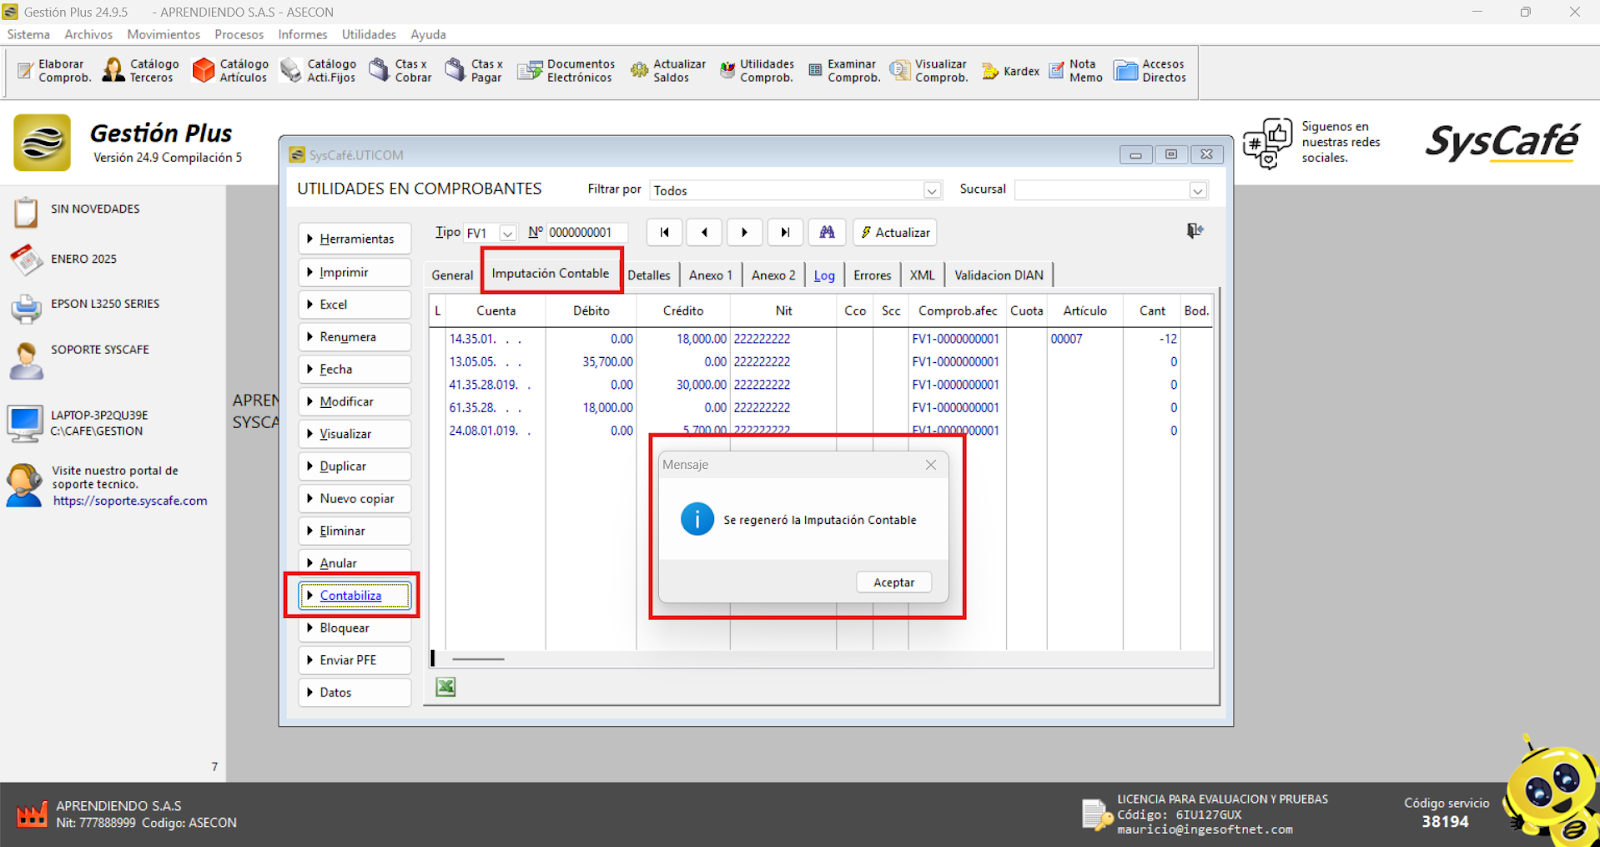 Gestión Plus 24.9.5 - APRENDIENDO S.A.S - ASECON
Sistema Archivos Movimientos Procesos Informes Utilidades Ayuda
Elaborar Comprob.
Catálogo Terceros
Catálogo Artículos
Catálogo Acti.Fijos
Ctas x Cobrar
Ctas x Pagar
Documentos Electrónicos
Actualizar Saldos
Utilidades Comprob.
Examinar Comprob.
Visualizar Comprob.
Kardex
Nota Memo
Accesos Directos
Gestión Plus
Versión 24.9 Compilación 5
Siguenos en
nuestras redes
sociales.
SysCafé
SIN NOVEDADES
ENERO 2025
EPSON L3250 SERIES
SOPORTE SYSCAFE
LAPTOP-3P2QU39E
C:\CAFE\GESTION
Visite nuestro portal de
soporte tecnico.
https://soporte.syscafe.com
7
APREN
SYSCA
SysCafé.UTICOM
UTILIDADES EN COMPROBANTES Filtrar por Todos Sucursal
Tipo FV1 Nº 0000000001 Actualizar
Herramientas
Imprimir
Excel
Renumera
Fecha
Modificar
Visualizar
Duplicar
Nuevo copiar
Eliminar
Anular
Contabiliza
Bloquear
Enviar PFE
Datos
General Imputación Contable Detalles Anexo 1 Anexo 2 Log Errores XML Validacion DIAN
L Cuenta Débito Crédito Nit Cco Scc Comprob.afec Cuota Artículo Cant Bod.
14.35.01. . . 0.00 18,000.00 222222222 FV1-0000000001 00007 -12
13.05.05. . . 35,700.00 0.00 222222222 FV1-0000000001 0
41.35.28.019. . 0.00 30,000.00 222222222 FV1-0000000001 0
61.35.28. . . 18,000.00 0.00 222222222 FV1-0000000001 0
24.08.01.019. . 0.00 5,700.00 222222222 FV1-0000000001 0
Mensaje
Se regeneró la Imputación Contable
Aceptar
APRENDIENDO S.A.S
Nit: 777888999 Codigo: ASECON
LICENCIA PARA EVALUACION Y PRUEBAS
Código: 6IU127GUX
mauricio@ingesoftnet.com
Código servicio
38194